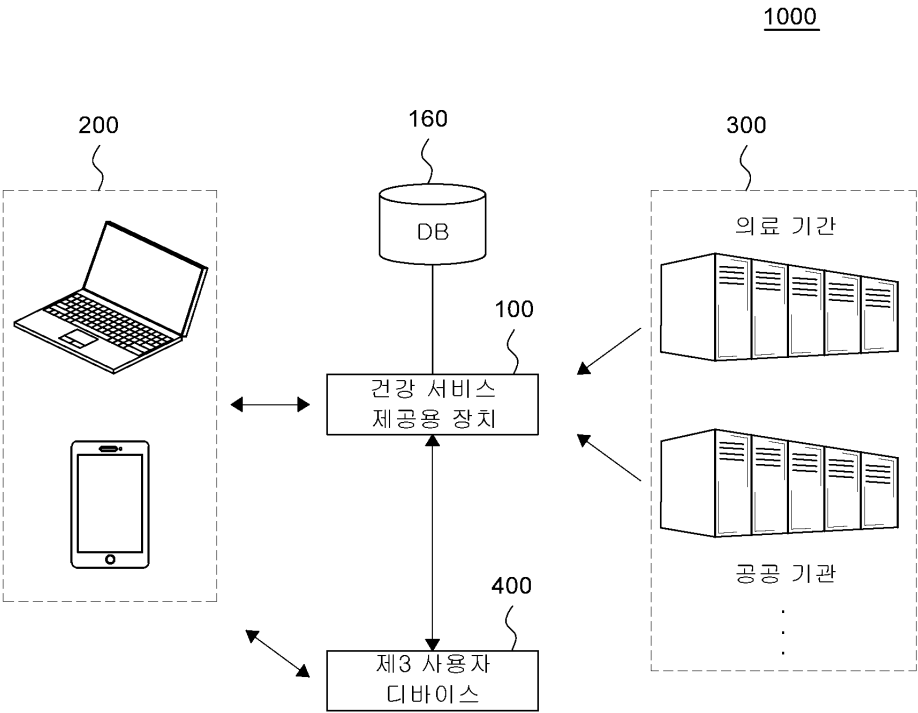 1000
200
160
300
DB
의료 기간
100
건강 서비스
제공용 장치
공공 기관
400
제3 사용자
디바이스